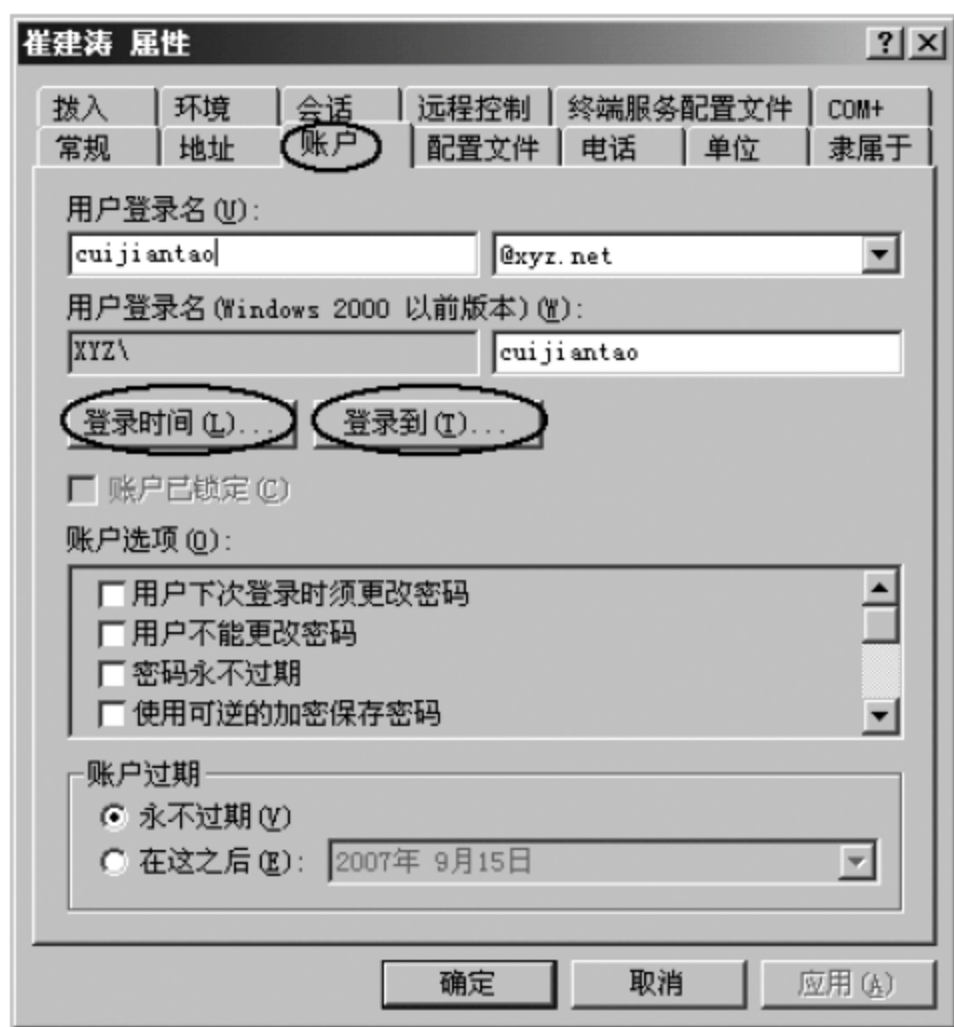 崔建涛 属性
拨入 环境 会话 远程控制 终端服务配置文件 COM+
常规 地址 账户 配置文件 电话 单位 隶属于
用户登录名(U):
cuijiantao @xyz.net
用户登录名(Windows 2000 以前版本)(W):
XYZ\ cuijiantao
登录时间(L)... 登录到(T)...
账户已锁定(C)
账户选项(O):
用户下次登录时须更改密码
用户不能更改密码
密码永不过期
使用可逆的加密保存密码
账户过期
永不过期(V)
在这之后(E): 2007年 9月15日
确定 取消 应用(A)